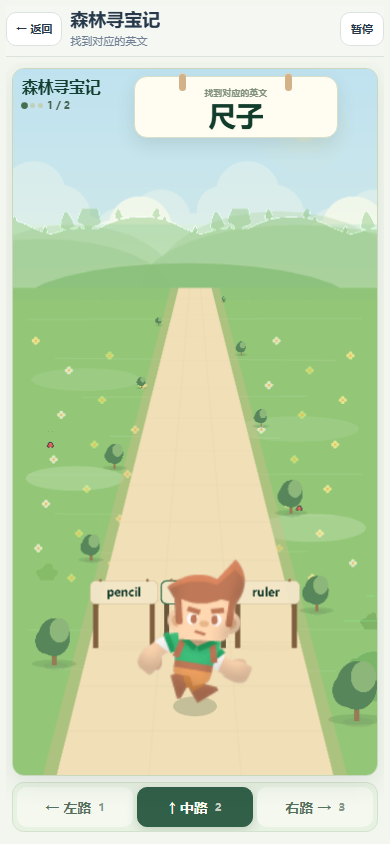 ← 返回
森林寻宝记
找到对应的英文
暂停
森林寻宝记
1 / 2
找到对应的英文
尺子
pencil
ruler
← 左路 1
↑ 中路 2
右路 → 3